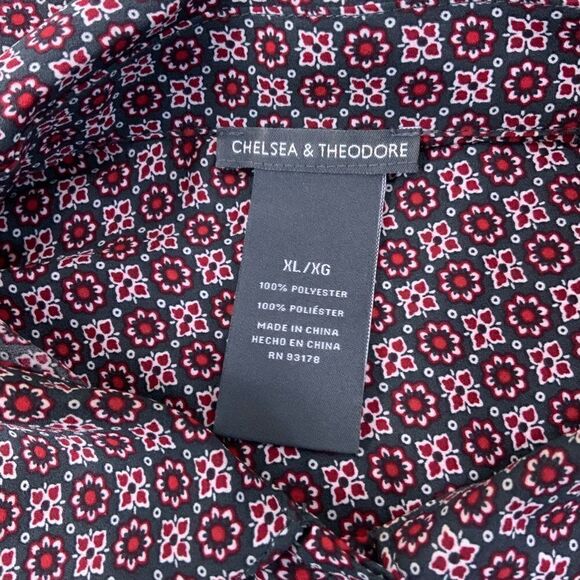 CHELSEA & THEODORE
XL/XG
100% POLYESTER
100% POLIÉSTER
MADE IN CHINA
HECHO EN CHINA
RN 93178